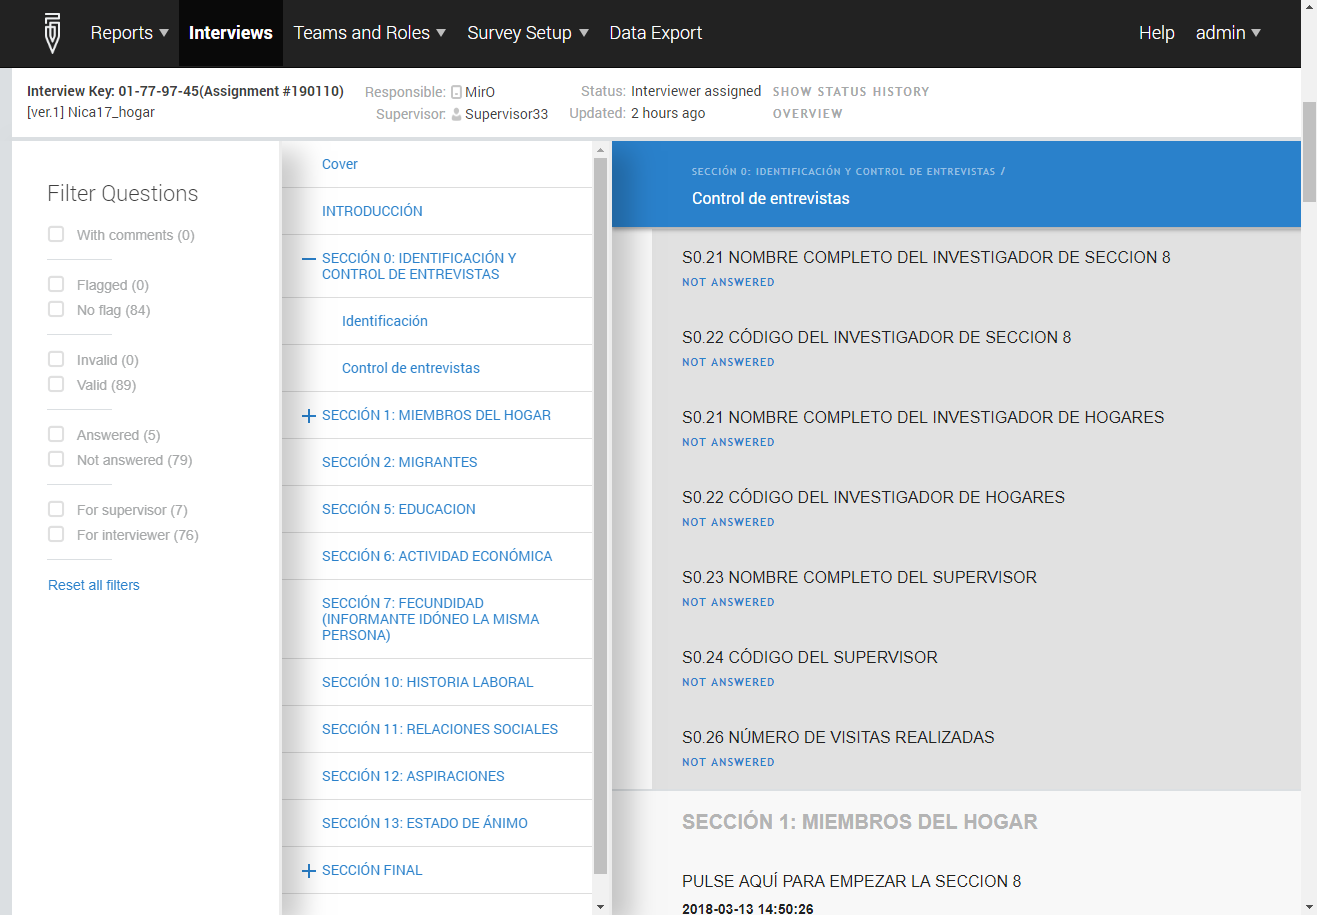 Reports ▼ Interviews Teams and Roles ▼ Survey Setup ▼ Data Export Help admin ▼
Interview Key: 01-77-97-45(Assignment #190110)
[ver.1] Nica17_hogar
Responsible: MirO
Supervisor: Supervisor33
Status: Interviewer assigned
Updated: 2 hours ago
SHOW STATUS HISTORY
OVERVIEW
Filter Questions
With comments (0)
Flagged (0)
No flag (84)
Invalid (0)
Valid (89)
Answered (5)
Not answered (79)
For supervisor (7)
For interviewer (76)
Reset all filters
Cover
INTRODUCCIÓN
SECCIÓN 0: IDENTIFICACIÓN Y
CONTROL DE ENTREVISTAS
Identificación
Control de entrevistas
SECCIÓN 1: MIEMBROS DEL HOGAR
SECCIÓN 2: MIGRANTES
SECCIÓN 5: EDUCACION
SECCIÓN 6: ACTIVIDAD ECONÓMICA
SECCIÓN 7: FECUNDIDAD
(INFORMANTE IDÓNEO LA MISMA
PERSONA)
SECCIÓN 10: HISTORIA LABORAL
SECCIÓN 11: RELACIONES SOCIALES
SECCIÓN 12: ASPIRACIONES
SECCIÓN 13: ESTADO DE ÁNIMO
SECCIÓN FINAL
SECCIÓN 0: IDENTIFICACIÓN Y CONTROL DE ENTREVISTAS /
Control de entrevistas
S0.21 NOMBRE COMPLETO DEL INVESTIGADOR DE SECCION 8
NOT ANSWERED
S0.22 CÓDIGO DEL INVESTIGADOR DE SECCION 8
NOT ANSWERED
S0.21 NOMBRE COMPLETO DEL INVESTIGADOR DE HOGARES
NOT ANSWERED
S0.22 CÓDIGO DEL INVESTIGADOR DE HOGARES
NOT ANSWERED
S0.23 NOMBRE COMPLETO DEL SUPERVISOR
NOT ANSWERED
S0.24 CÓDIGO DEL SUPERVISOR
NOT ANSWERED
S0.26 NÚMERO DE VISITAS REALIZADAS
NOT ANSWERED
SECCIÓN 1: MIEMBROS DEL HOGAR
PULSE AQUÍ PARA EMPEZAR LA SECCION 8
2018-03-13 14:50:26